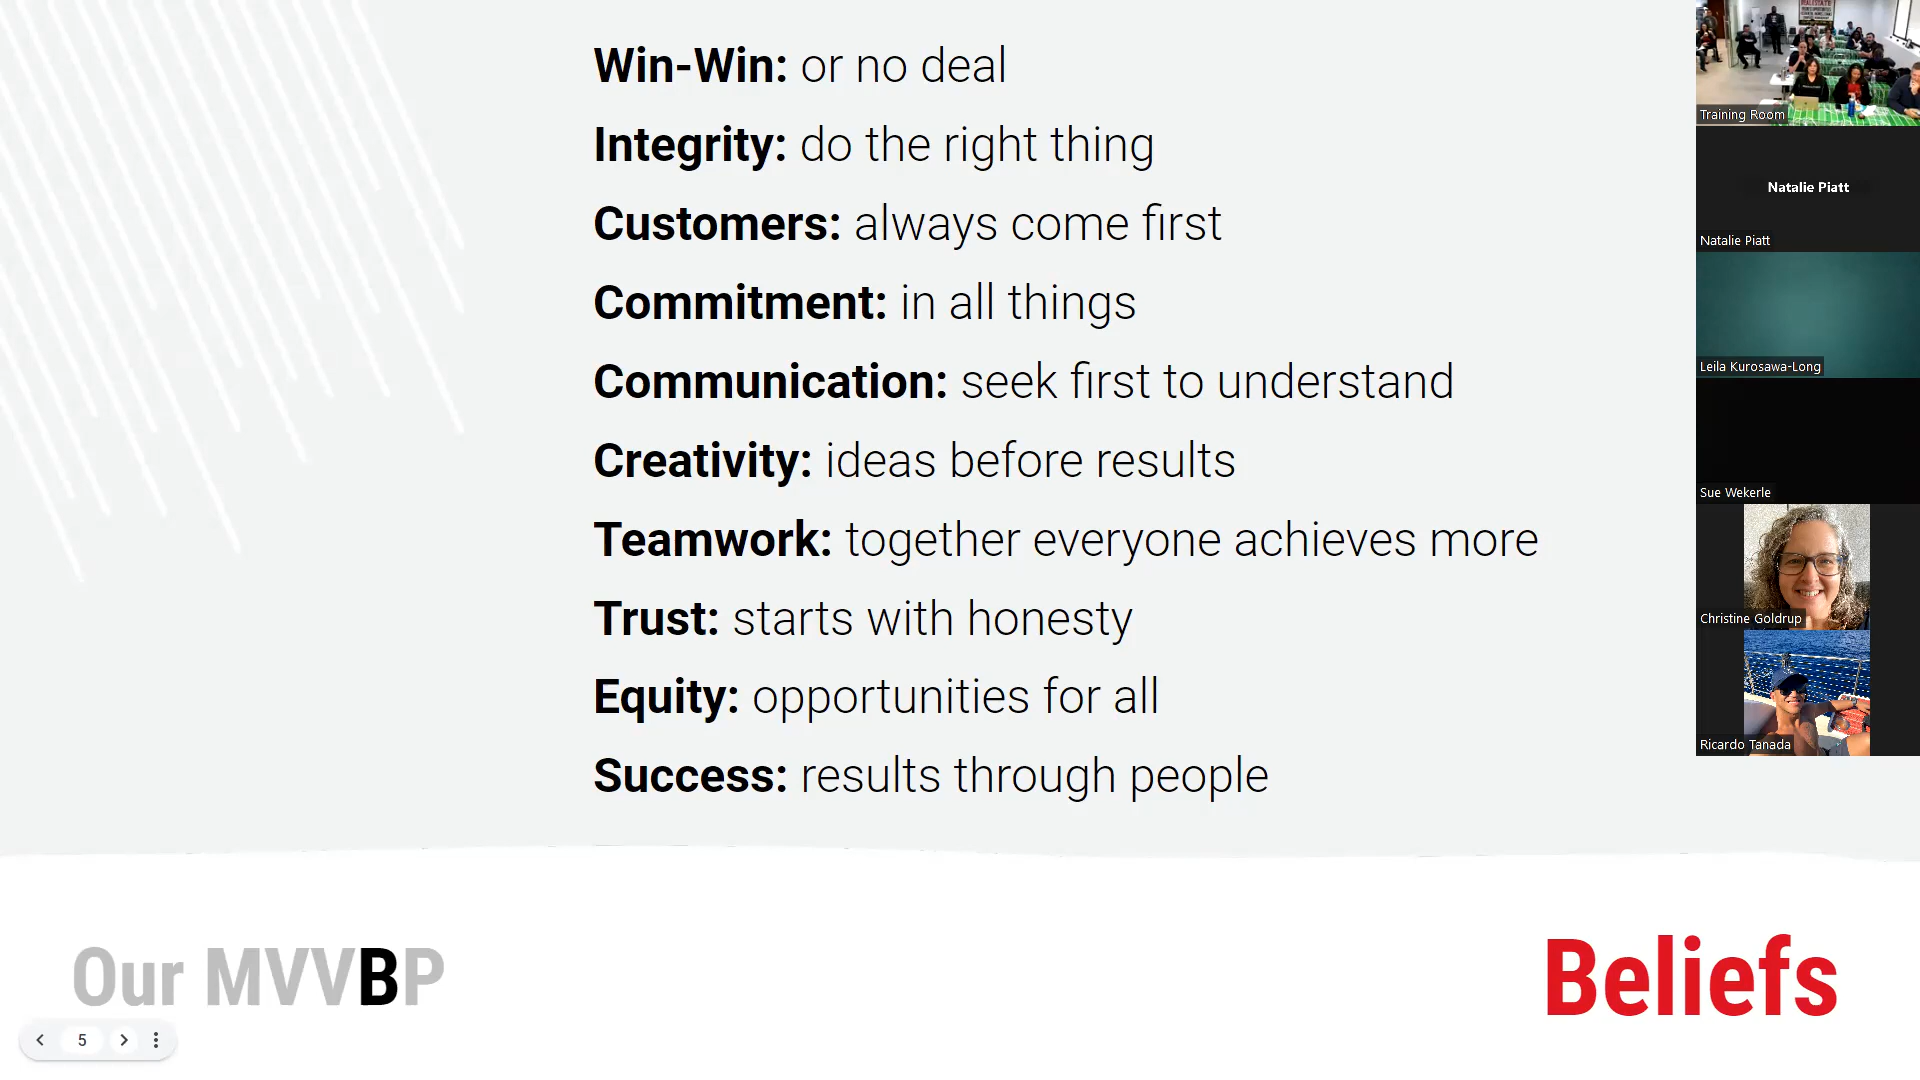 Win-Win: or no deal
Integrity: do the right thing
Customers: always come first
Commitment: in all things
Communication: seek first to understand
Creativity: ideas before results
Teamwork: together everyone achieves more
Trust: starts with honesty
Equity: opportunities for all
Success: results through people
Our MVVBP
Beliefs
5
Training Room
Natalie Piatt
Natalie Piatt
Leila Kurosawa-Long
Sue Wekerle
Christine Goldrup
Ricardo Tanada